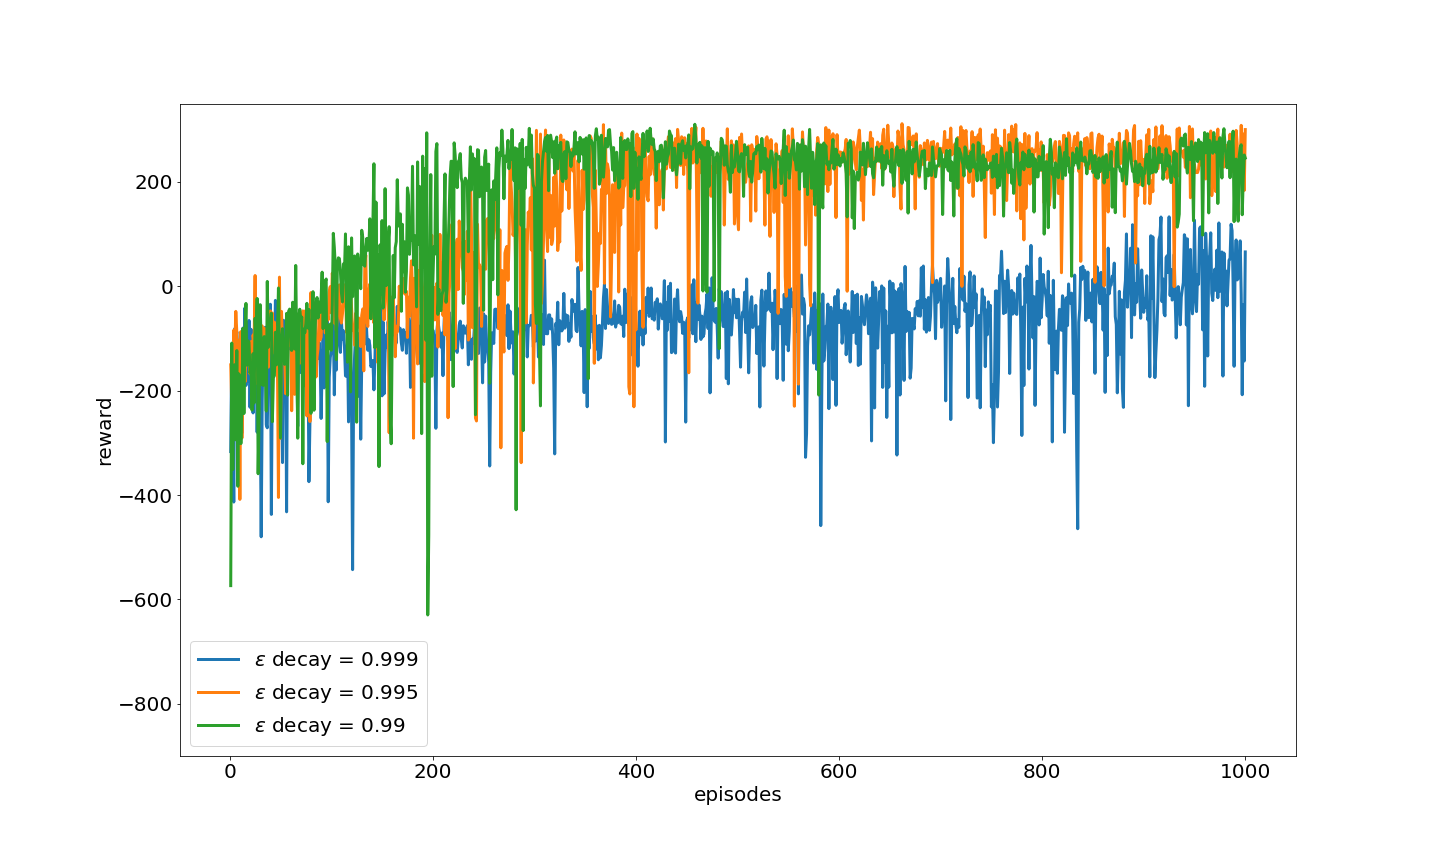 200
0
−200
−400
−600
−800
reward
0
200
400
600
800
1000
episodes
ε decay = 0.999
ε decay = 0.995
ε decay = 0.99